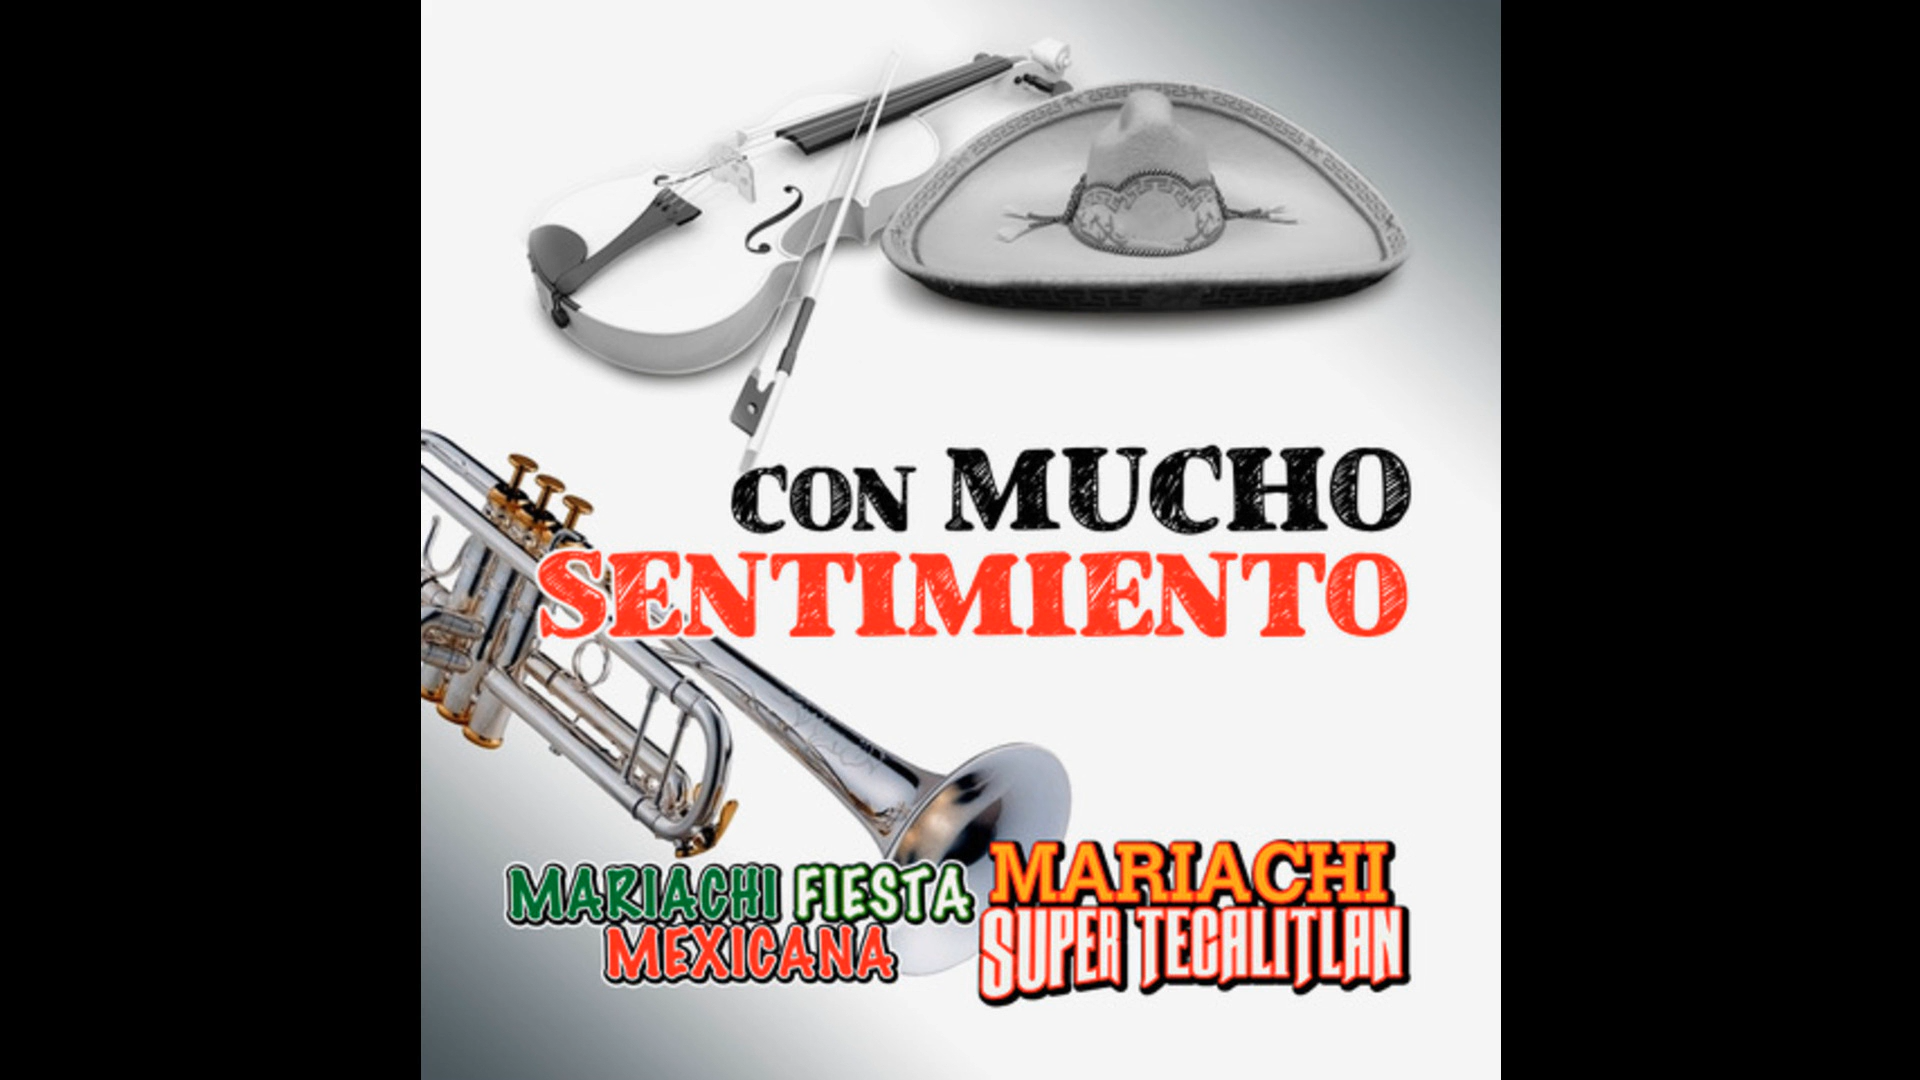 CON MUCHO
SENTIMIENTO
MARIACHI FIESTA
MEXICANA
MARIACHI
SUPER TECALITLAN